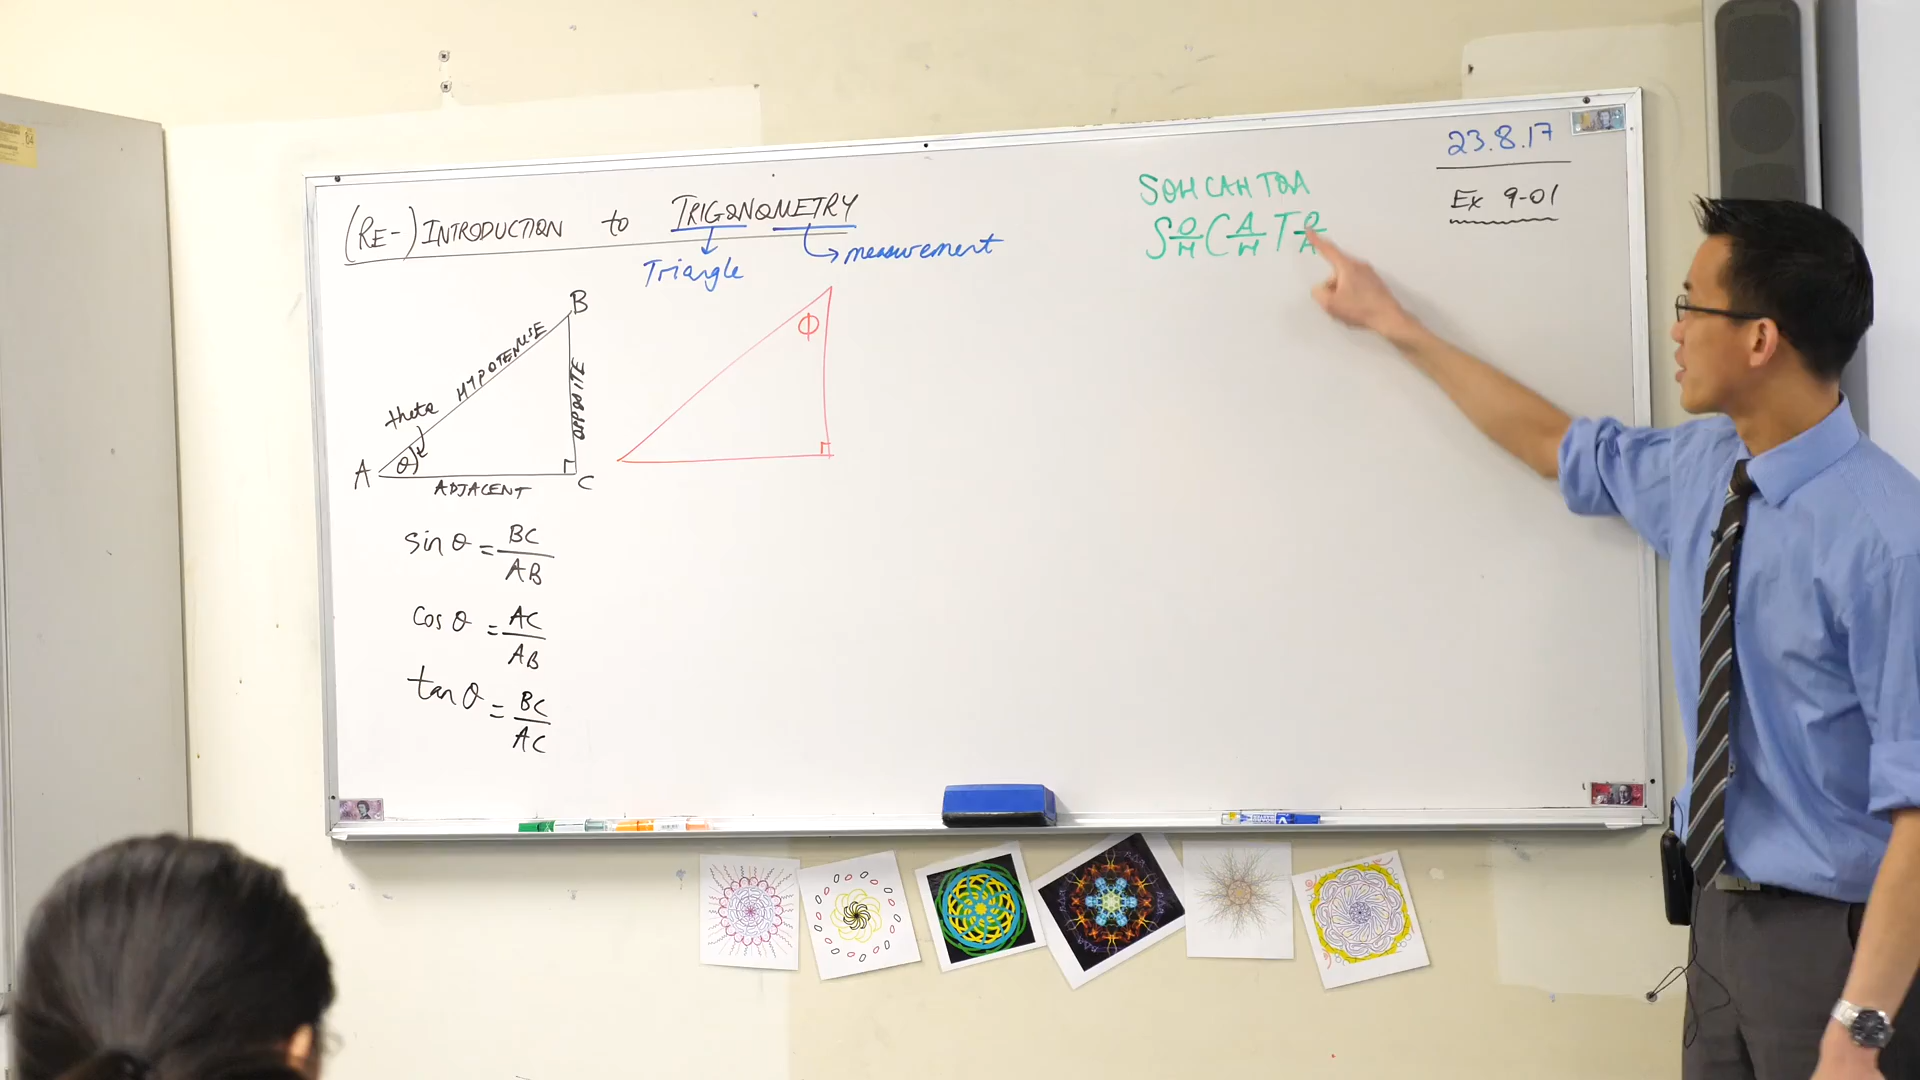 23.8.17
Ex 9-01
SOH CAH TOA
S O/H C A/H T O/A
(RE-) INTRODUCTION to TRIGONOMETRY
Triangle
measurement
B
HYPOTENUSE
OPPOSITE
theta
A
θ
C
ADJACENT
Φ
sin θ = BC/AB
cos θ = AC/AB
tan θ = BC/AC